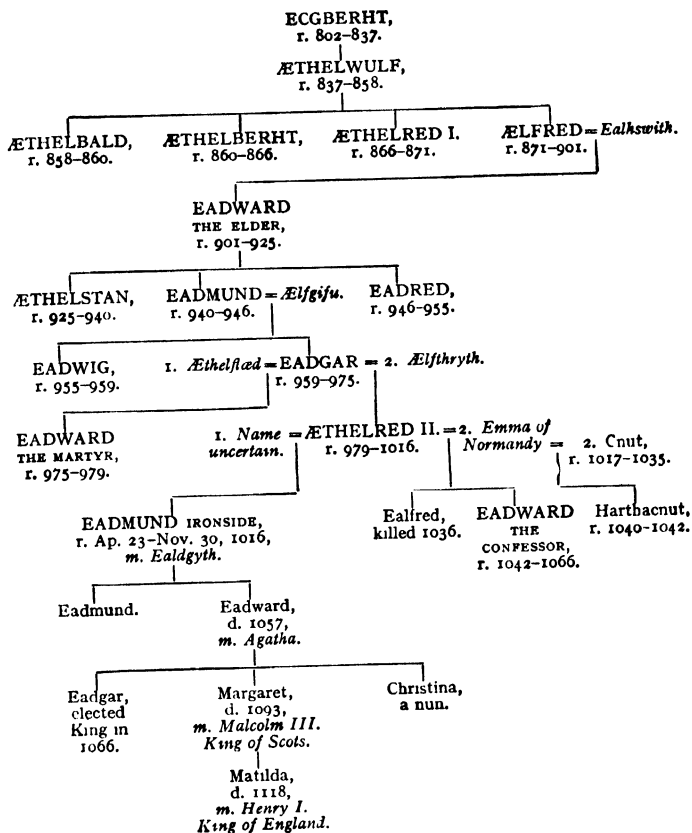 ECGBERHT,
r. 802–837.
ÆTHELWULF,
r. 837–858.
ÆTHELBALD,
r. 858–860.
ÆTHELBERHT,
r. 860–866.
ÆTHELRED I.
r. 866–871.
ÆLFRED = Ealhswith.
r. 871–901.
EADWARD
THE ELDER,
r. 901–925.
ÆTHELSTAN,
r. 925–940.
EADMUND = Ælfgifu.
r. 940–946.
EADRED,
r. 946–955.
EADWIG,
r. 955–959.
1. Æthelflæd = EADGAR = 2. Ælfthryth.
r. 959–975.
EADWARD
THE MARTYR,
r. 975–979.
1. Name = ÆTHELRED II. = 2. Emma of
uncertain.
r. 979–1016.
Normandy = 2. Cnut,
r. 1017–1035.
EADMUND IRONSIDE,
r. Ap. 23–Nov. 30, 1016,
m. Ealdgyth.
Ealfred,
killed 1036.
EADWARD
THE
CONFESSOR,
r. 1042–1066.
Harthacnut,
r. 1040–1042.
Eadmund.
Eadward,
d. 1057,
m. Agatha.
Eadgar,
elected
King in
1066.
Margaret,
d. 1093,
m. Malcolm III.
King of Scots.
Christina,
a nun.
Matilda,
d. 1118,
m. Henry I.
King of England.